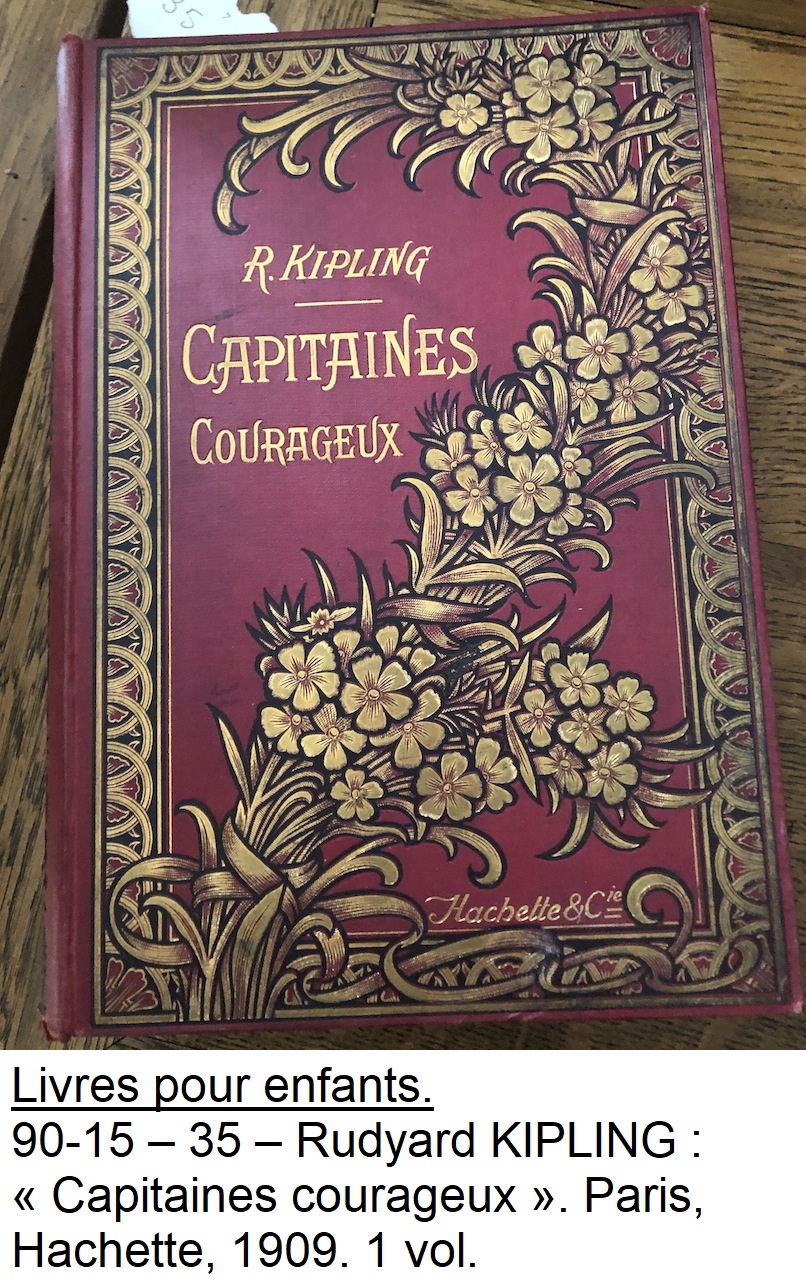 35
R. KIPLING
CAPITAINES
COURAGEUX
Hachette & Cie
Livres pour enfants.
90-15 – 35 – Rudyard KIPLING :
« Capitaines courageux ». Paris,
Hachette, 1909. 1 vol.